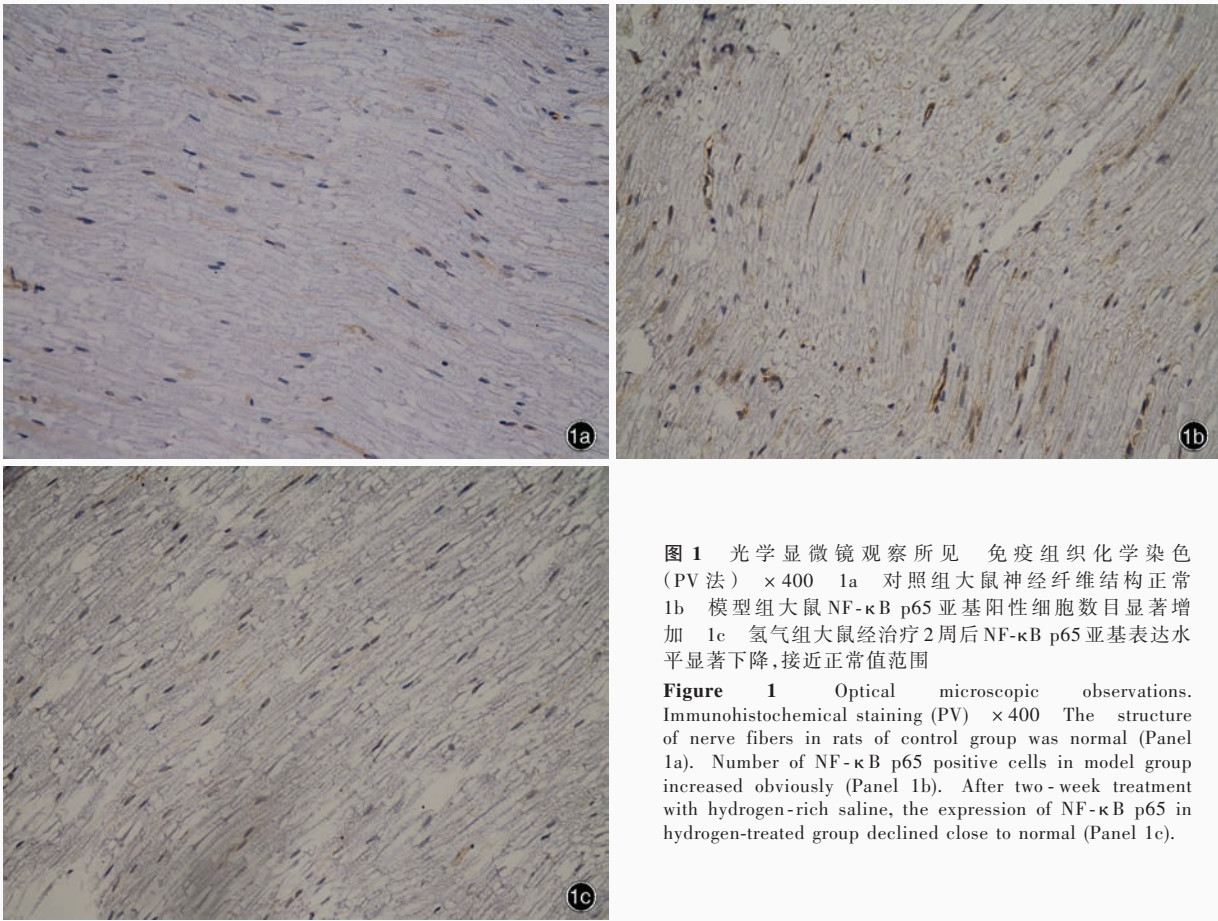 1a
1b
1c
图 1 光学显微镜观察所见 免疫组织化学染色
(PV 法) × 400 1a 对照组大鼠神经纤维结构正常
1b 模型组大鼠 NF-κB p65 亚基阳性细胞数目显著增
加 1c 氢气组大鼠经治疗 2 周后 NF-κB p65 亚基表达水
平显著下降,接近正常值范围
Figure 1 Optical microscopic observations.
Immunohistochemical staining (PV) × 400 The structure
of nerve fibers in rats of control group was normal (Panel
1a). Number of NF-κB p65 positive cells in model group
increased obviously (Panel 1b). After two-week treatment
with hydrogen-rich saline, the expression of NF-κB p65 in
hydrogen-treated group declined close to normal (Panel 1c).